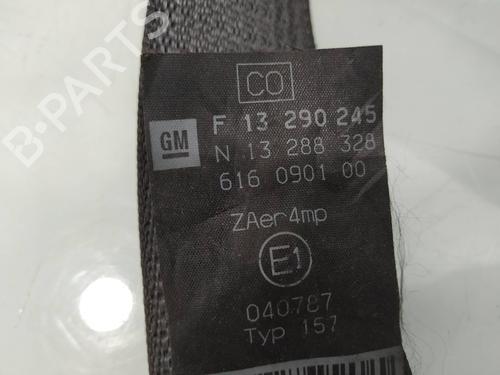 CO
GM F 13 290 245
N 13 288 328
616 0901 00
ZAer4mp
E1
040787
Typ 157
B-PARTS